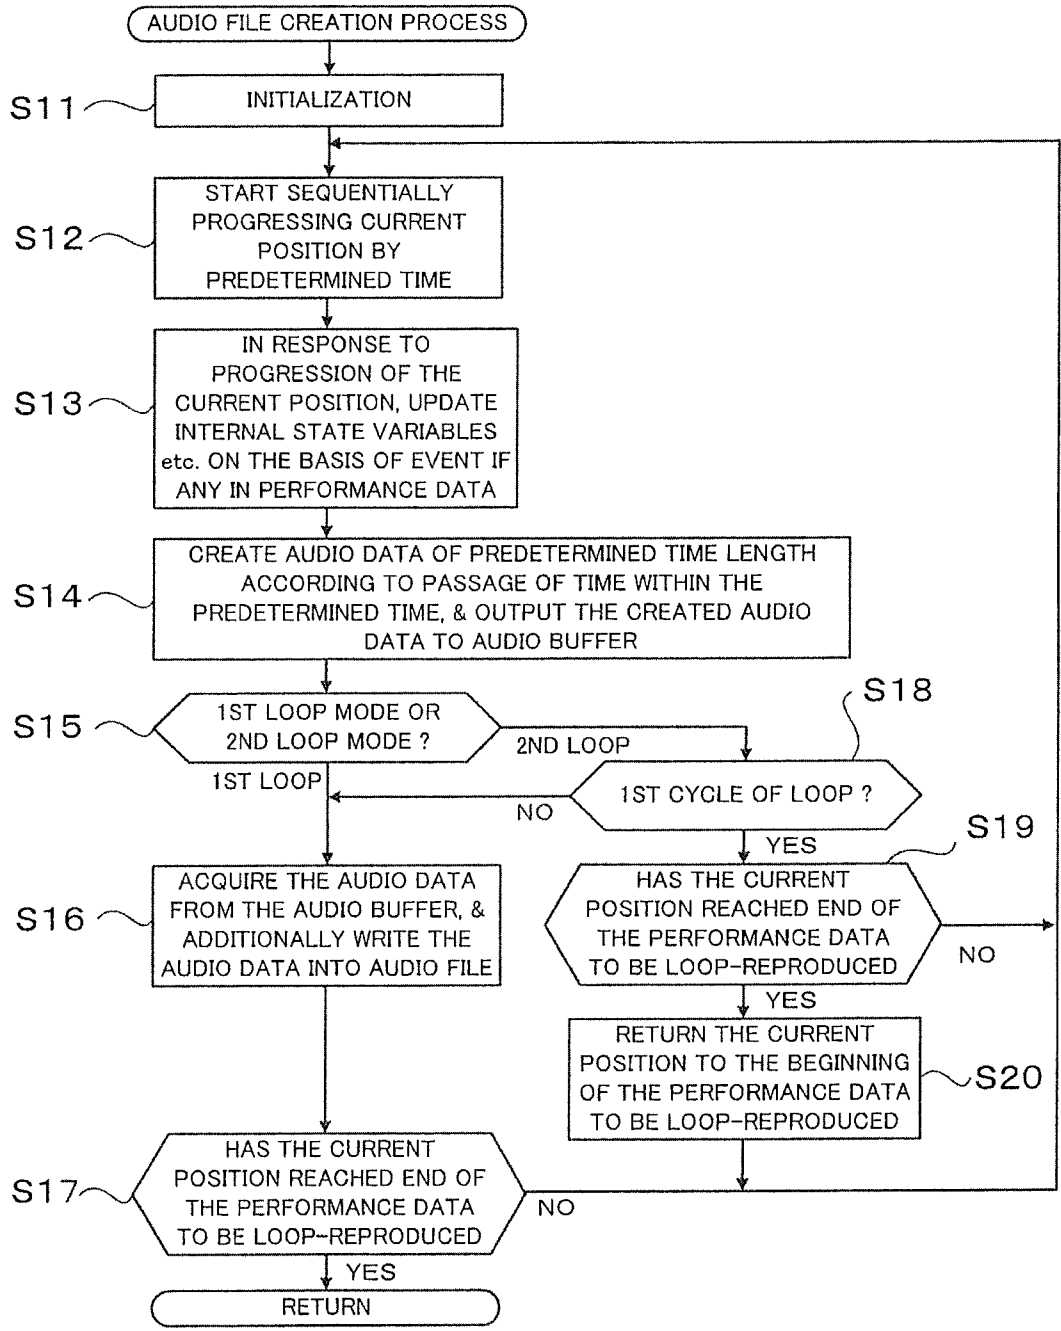 AUDIO FILE CREATION PROCESS
S11
INITIALIZATION
S12
START SEQUENTIALLY
PROGRESSING CURRENT
POSITION BY
PREDETERMINED TIME
S13
IN RESPONSE TO
PROGRESSION OF THE
CURRENT POSITION, UPDATE
INTERNAL STATE VARIABLES
etc. ON THE BASIS OF EVENT IF
ANY IN PERFORMANCE DATA
S14
CREATE AUDIO DATA OF PREDETERMINED TIME LENGTH
ACCORDING TO PASSAGE OF TIME WITHIN THE
PREDETERMINED TIME, & OUTPUT THE CREATED AUDIO
DATA TO AUDIO BUFFER
S15
1ST LOOP MODE OR
2ND LOOP MODE ?
2ND LOOP
1ST LOOP
S18
1ST CYCLE OF LOOP ?
NO
YES
S16
ACQUIRE THE AUDIO DATA
FROM THE AUDIO BUFFER, &
ADDITIONALLY WRITE THE
AUDIO DATA INTO AUDIO FILE
S19
HAS THE CURRENT
POSITION REACHED END OF
THE PERFORMANCE DATA
TO BE LOOP-REPRODUCED
NO
YES
RETURN THE CURRENT
POSITION TO THE BEGINNING
OF THE PERFORMANCE DATA
TO BE LOOP-REPRODUCED
S20
S17
HAS THE CURRENT
POSITION REACHED END OF
THE PERFORMANCE DATA
TO BE LOOP-REPRODUCED
NO
YES
RETURN